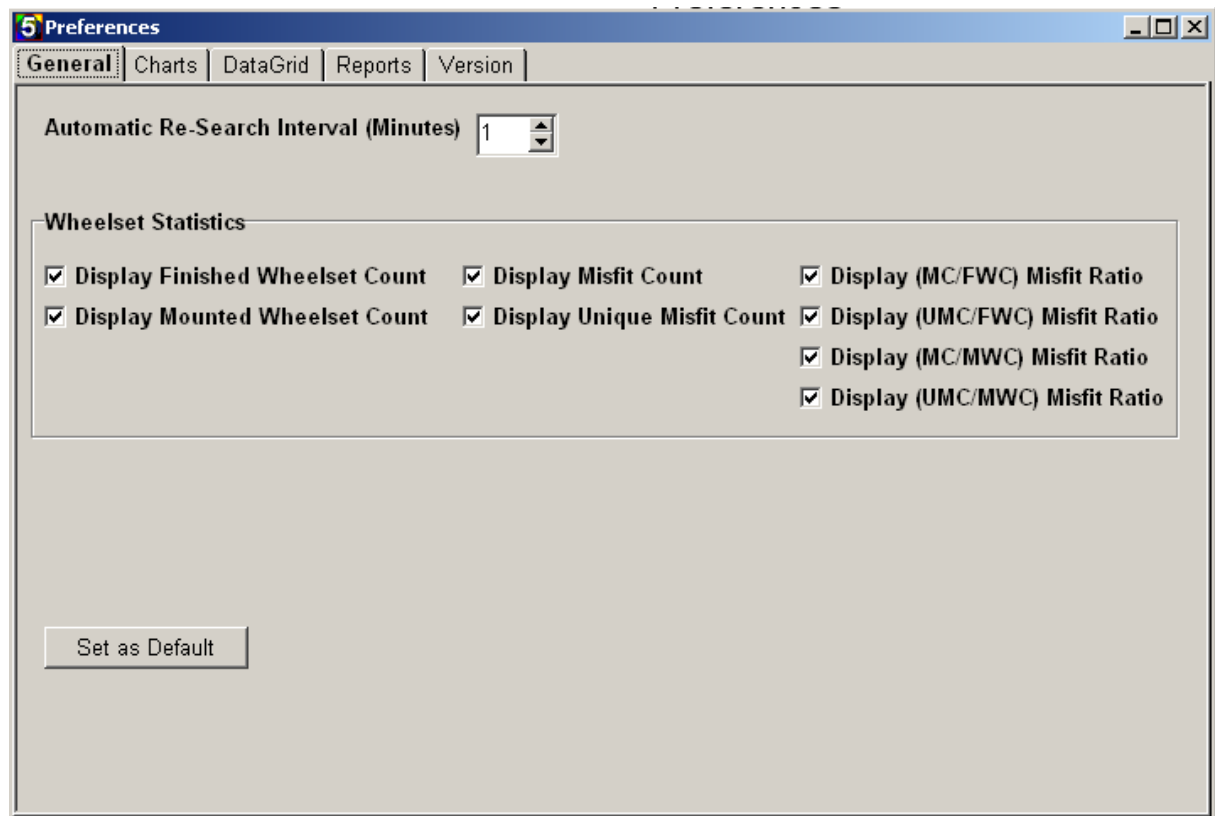 5 Preferences
General Charts DataGrid Reports Version
Automatic Re-Search Interval (Minutes) 1
Wheelset Statistics
Display Finished Wheelset Count Display Misfit Count Display (MC/FWC) Misfit Ratio
Display Mounted Wheelset Count Display Unique Misfit Count Display (UMC/FWC) Misfit Ratio
Display (MC/MWC) Misfit Ratio
Display (UMC/MWC) Misfit Ratio
Set as Default